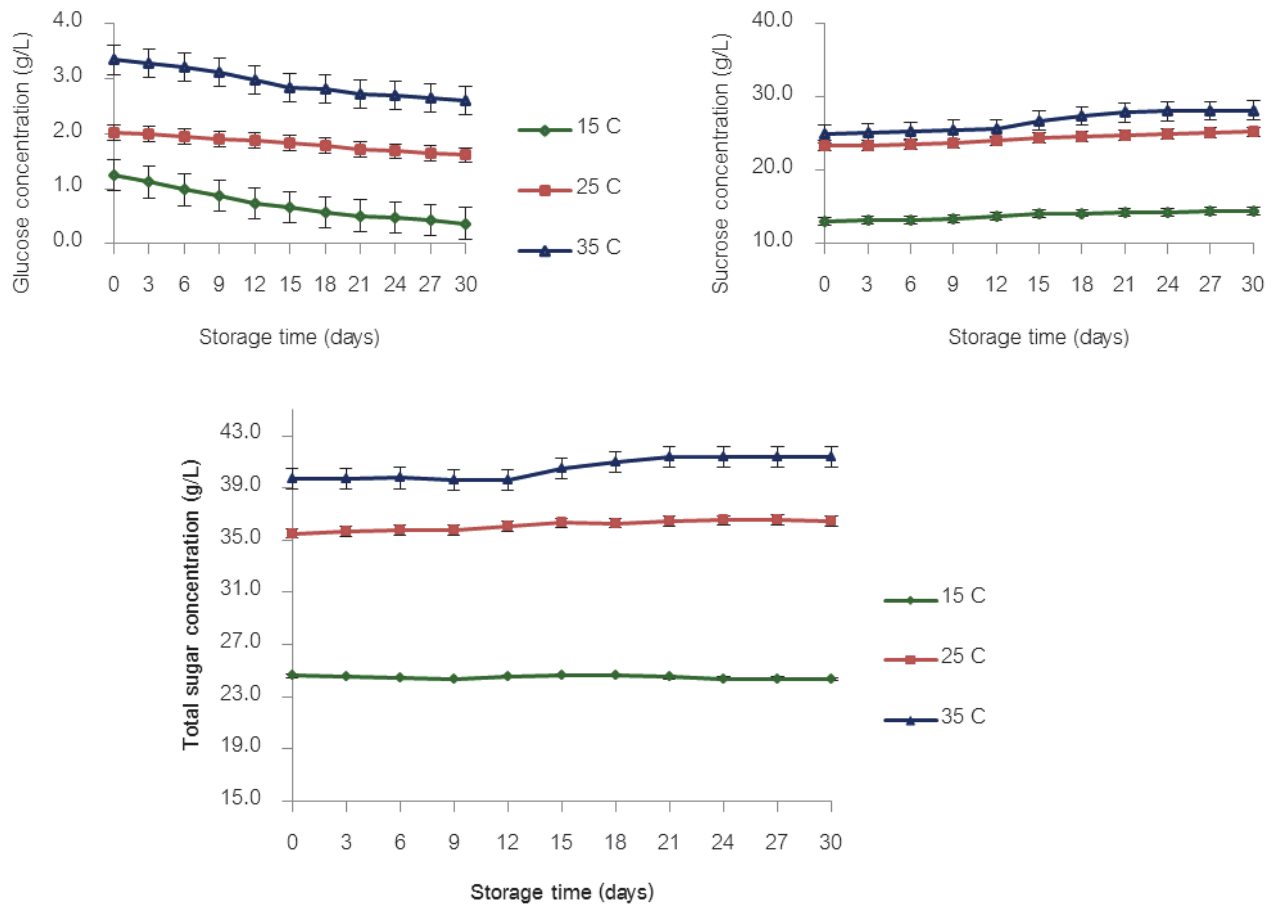 Glucose concentration (g/L)
4.0
3.0
2.0
1.0
0.0
0 3 6 9 12 15 18 21 24 27 30
Storage time (days)
15 C
25 C
35 C
Sucrose concentration (g/L)
40.0
30.0
20.0
10.0
0 3 6 9 12 15 18 21 24 27 30
Storage time (days)
Total sugar concentration (g/L)
43.0
39.0
35.0
31.0
27.0
23.0
19.0
15.0
0 3 6 9 12 15 18 21 24 27 30
Storage time (days)
15 C
25 C
35 C